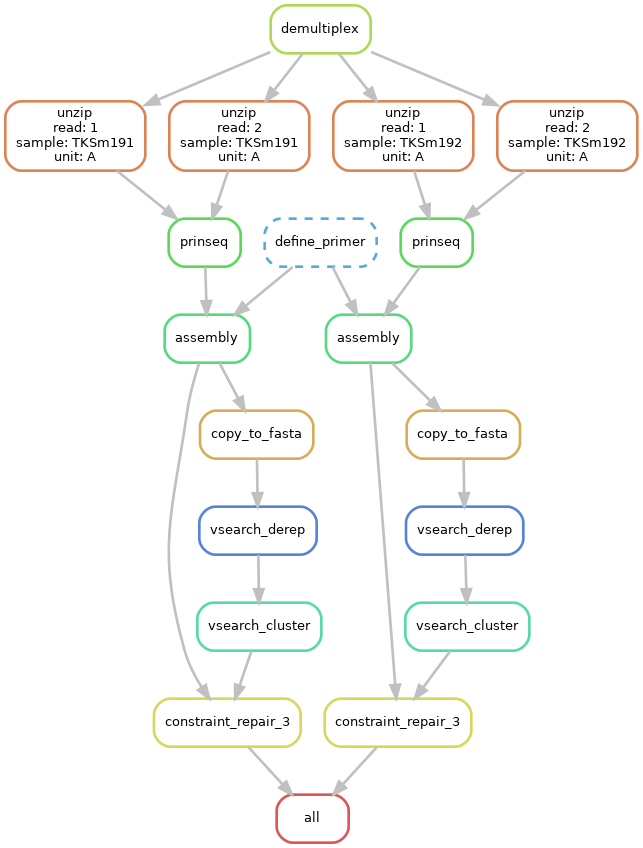 demultiplex
unzip
read: 1
sample: TKSm191
unit: A
unzip
read: 2
sample: TKSm191
unit: A
unzip
read: 1
sample: TKSm192
unit: A
unzip
read: 2
sample: TKSm192
unit: A
prinseq
define_primer
prinseq
assembly
assembly
copy_to_fasta
copy_to_fasta
vsearch_derep
vsearch_derep
vsearch_cluster
vsearch_cluster
constraint_repair_3
constraint_repair_3
all